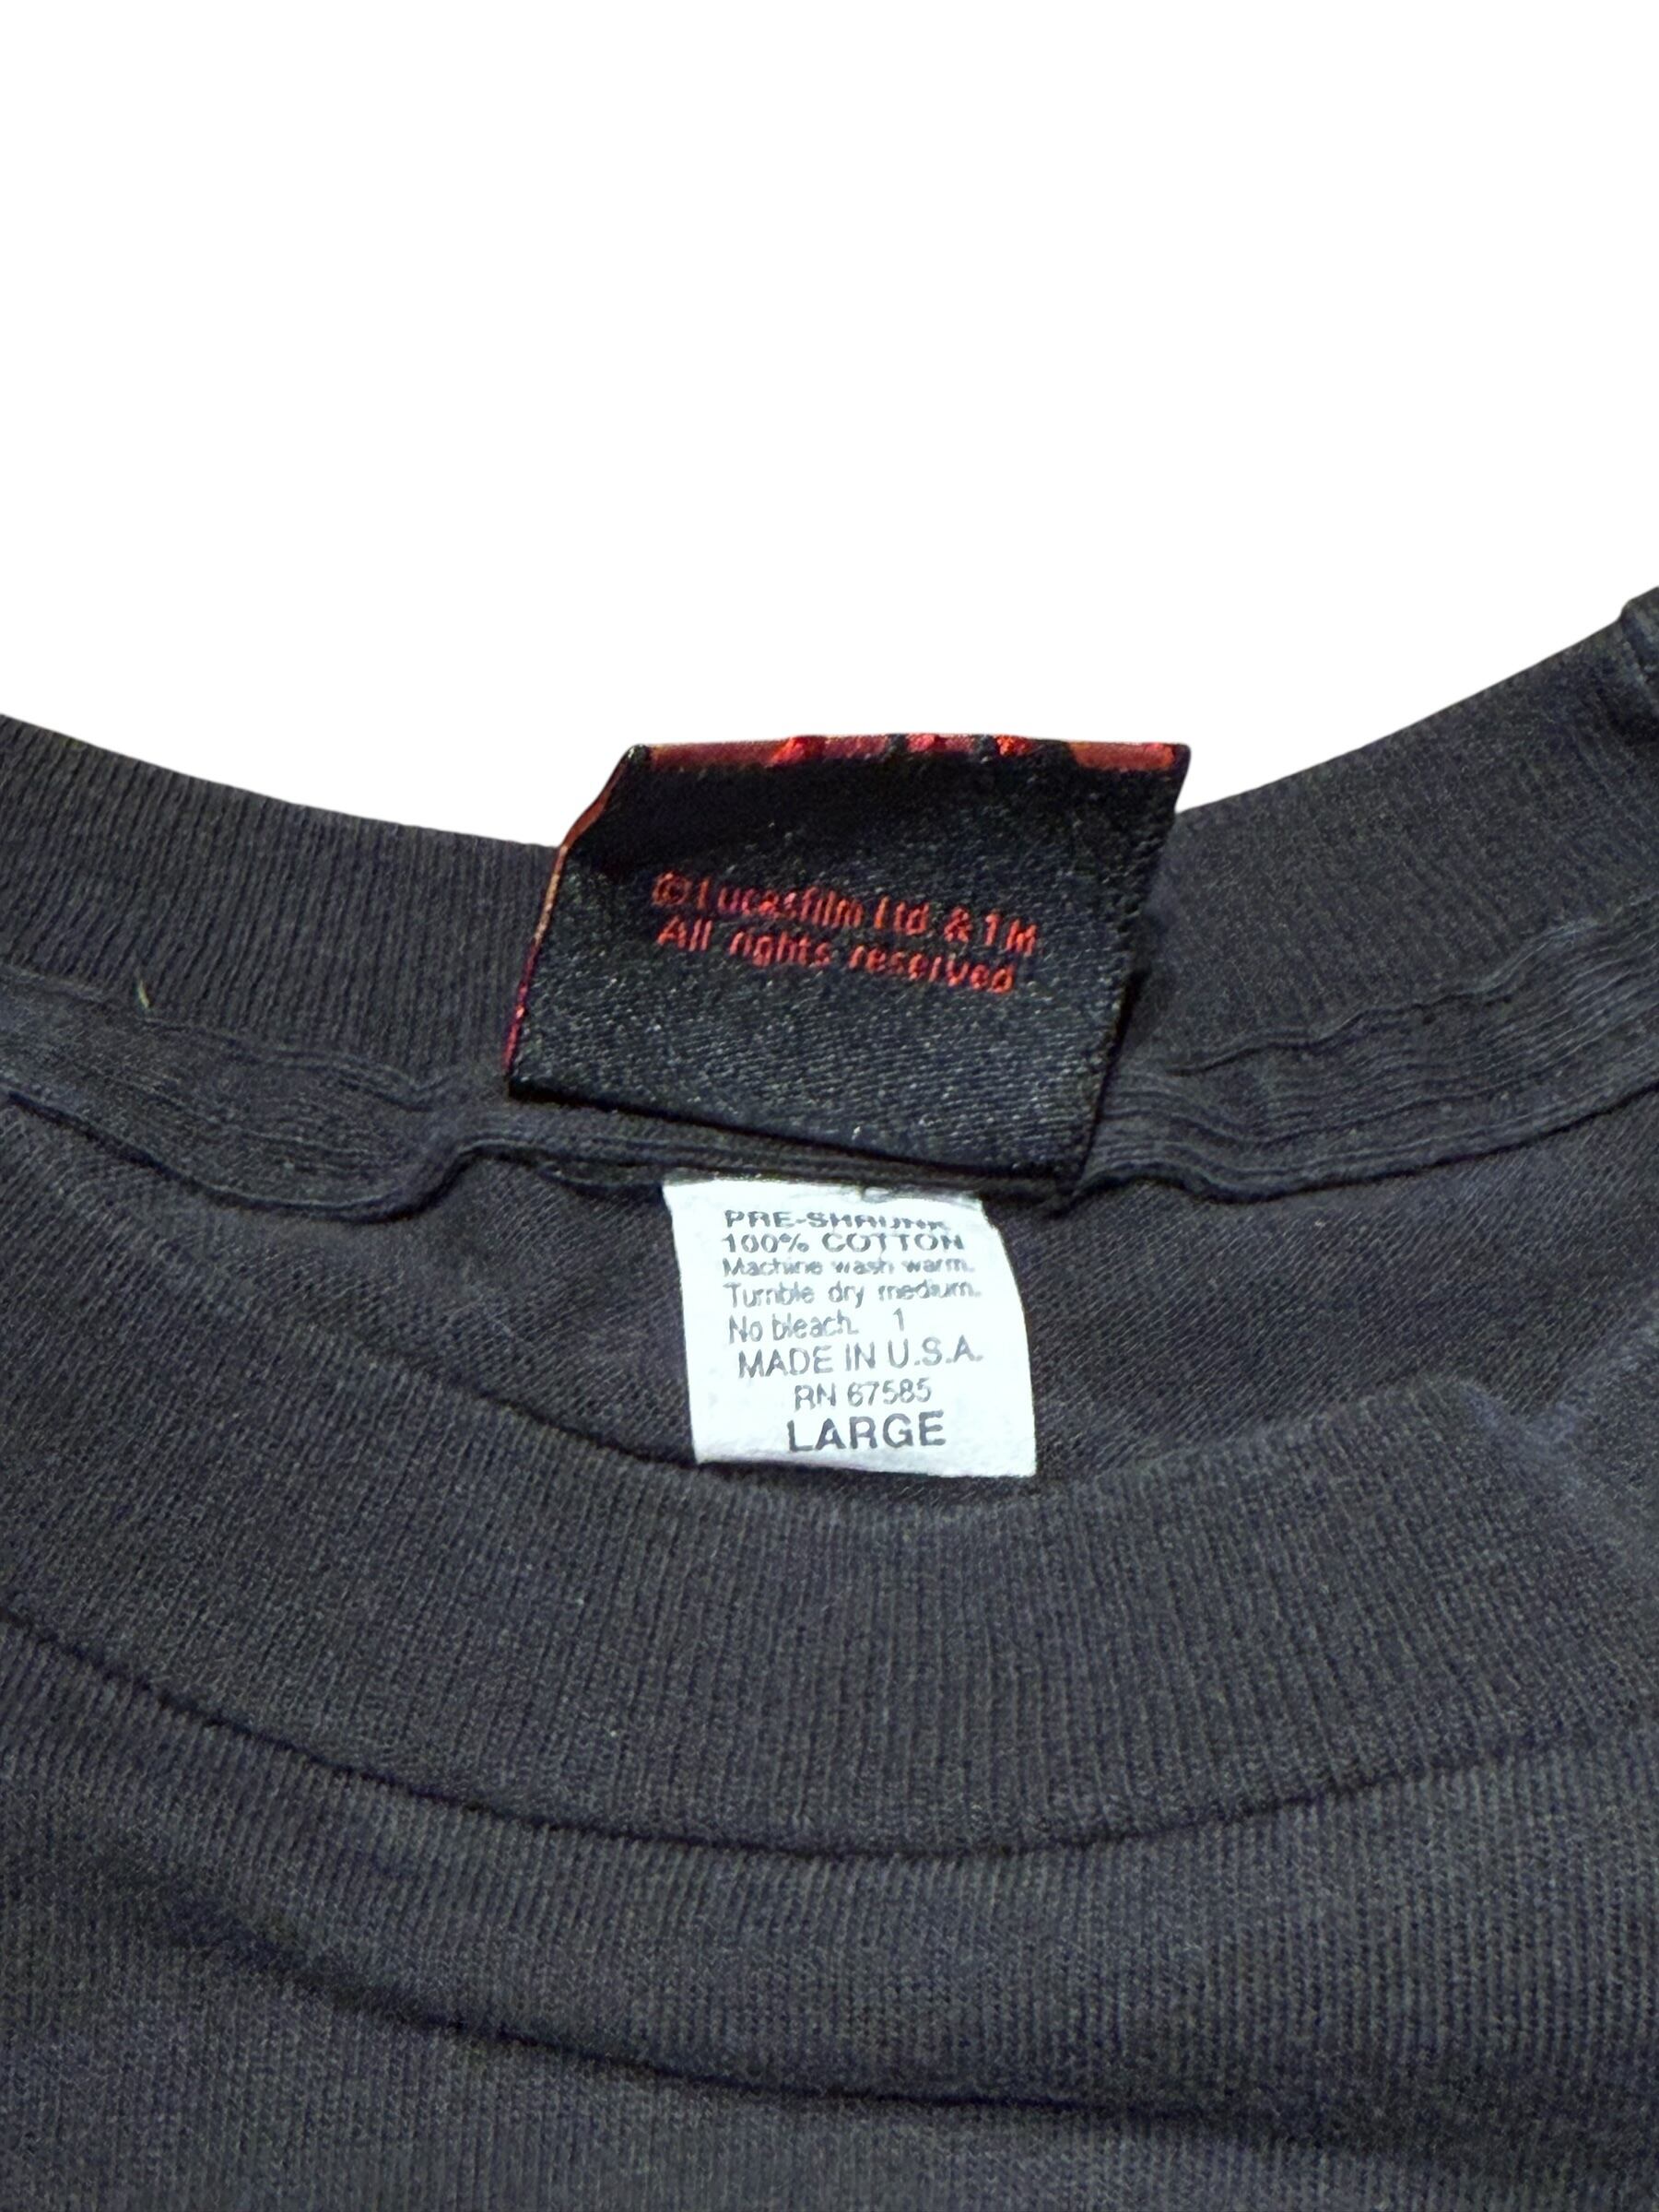 ©Lucasfilm Ltd. & TM
All rights reserved
PRE-SHRUNK
100% COTTON
Machine wash warm.
Tumble dry medium.
No bleach. 1
MADE IN U.S.A.
RN 67585
LARGE